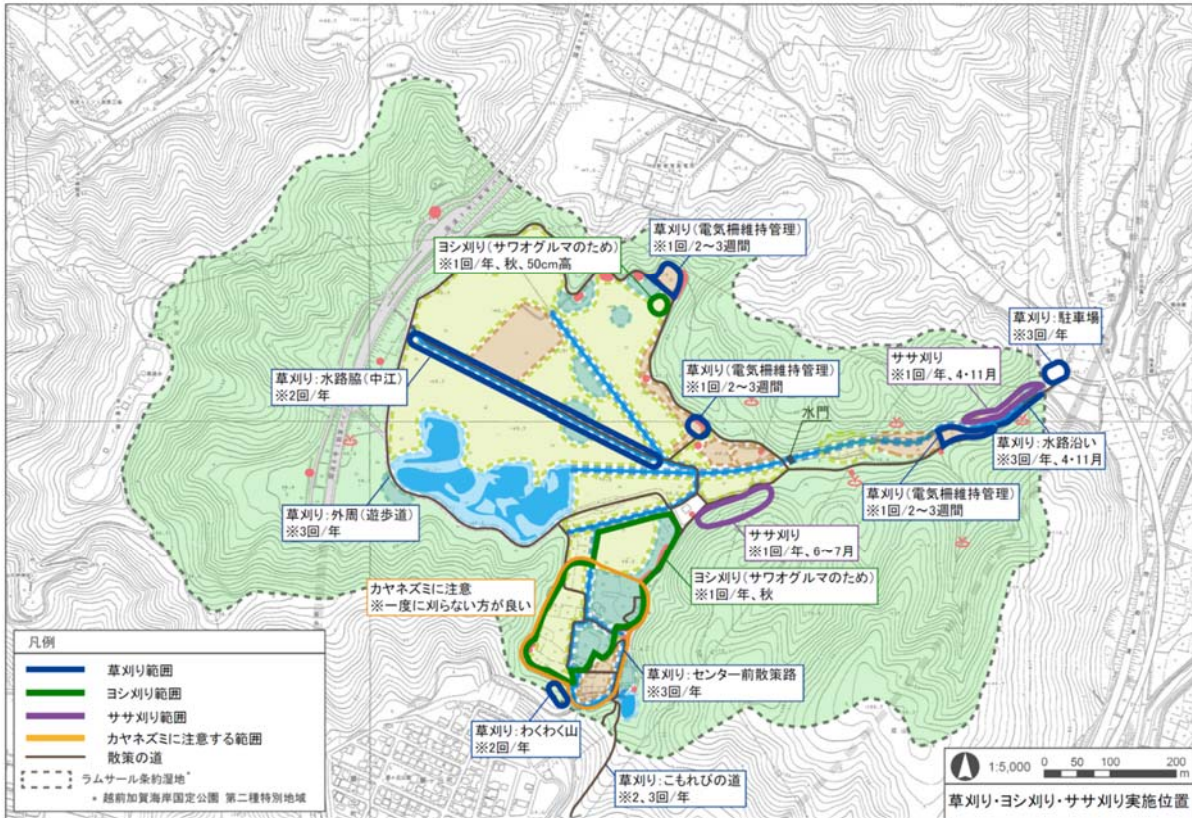 草刈り（電気柵維持管理）
※1回/2～3週間
ヨシ刈り（サワオグルマのため）
※1回/年、秋、50cm高
草刈り：駐車場
※3回/年
ササ刈り
※1回/年、4・11月
草刈り：水路脇（中江）
※2回/年
草刈り（電気柵維持管理）
※1回/2～3週間
水門
草刈り：水路沿い
※3回/年、4・11月
草刈り（電気柵維持管理）
※1回/2～3週間
草刈り：外周（遊歩道）
※3回/年
ササ刈り
※1回/年、6～7月
カヤネズミに注意
※一度に刈らない方が良い
ヨシ刈り（サワオグルマのため）
※1回/年、秋
草刈り：センター前散策路
※3回/年
草刈り：わくわく山
※2回/年
草刈り：こもれびの道
※2、3回/年
凡例
草刈り範囲
ヨシ刈り範囲
ササ刈り範囲
カヤネズミに注意する範囲
散策の道
ラムサール条約湿地*
* 越前加賀海岸国定公園 第二種特別地域
1:5,000 0 50 100 200 m
草刈り・ヨシ刈り・ササ刈り実施位置